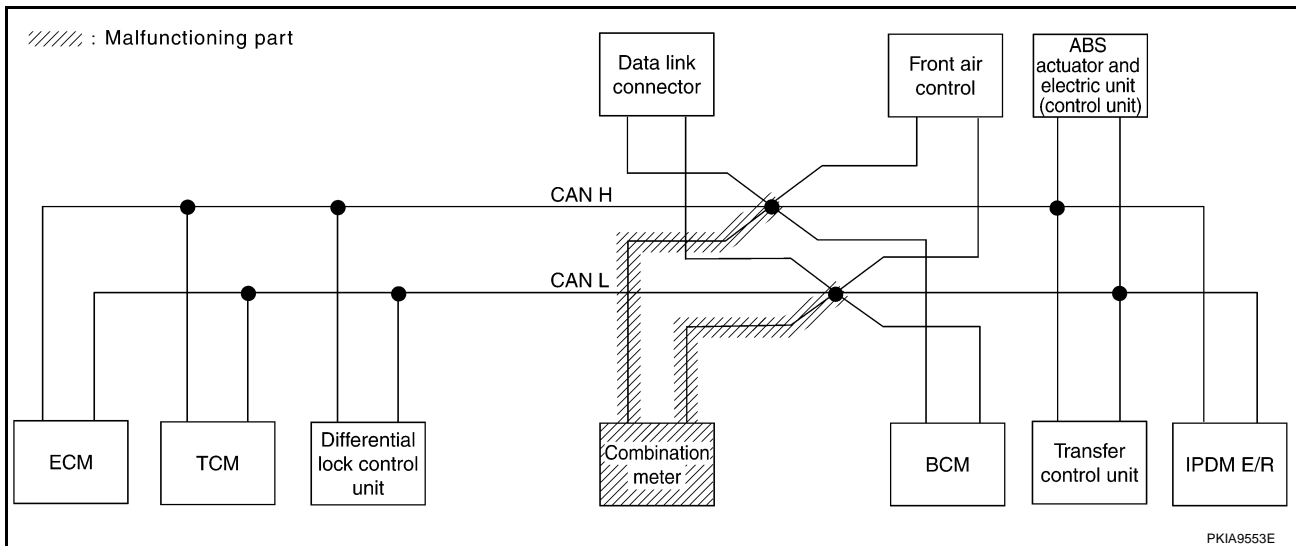 : Malfunctioning part
Data link
connector
Front air
control
ABS
actuator and
electric unit
(control unit)
CAN H
CAN L
ECM
TCM
Differential
lock control
unit
Combination
meter
BCM
Transfer
control unit
IPDM E/R
PKIA9553E